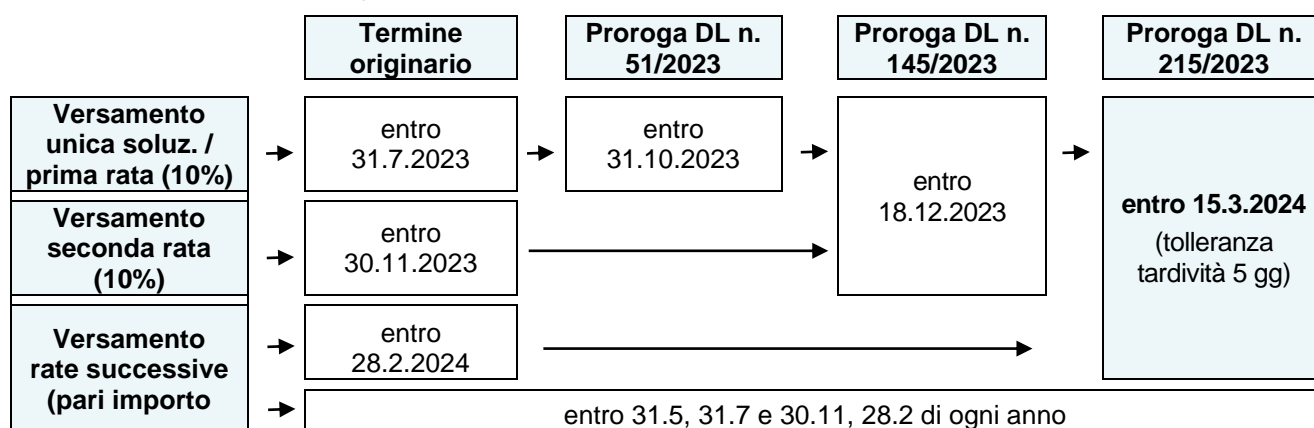 Termine
originario
Proroga DL n.
51/2023
Proroga DL n.
145/2023
Proroga DL n.
215/2023
Versamento
unica soluz. /
prima rata (10%)
entro
31.7.2023
entro
31.10.2023
entro
18.12.2023
entro 15.3.2024
(tolleranza
tardività 5 gg)
Versamento
seconda rata
(10%)
entro
30.11.2023
Versamento
rate successive
(pari importo
entro
28.2.2024
entro 31.5, 31.7 e 30.11, 28.2 di ogni anno